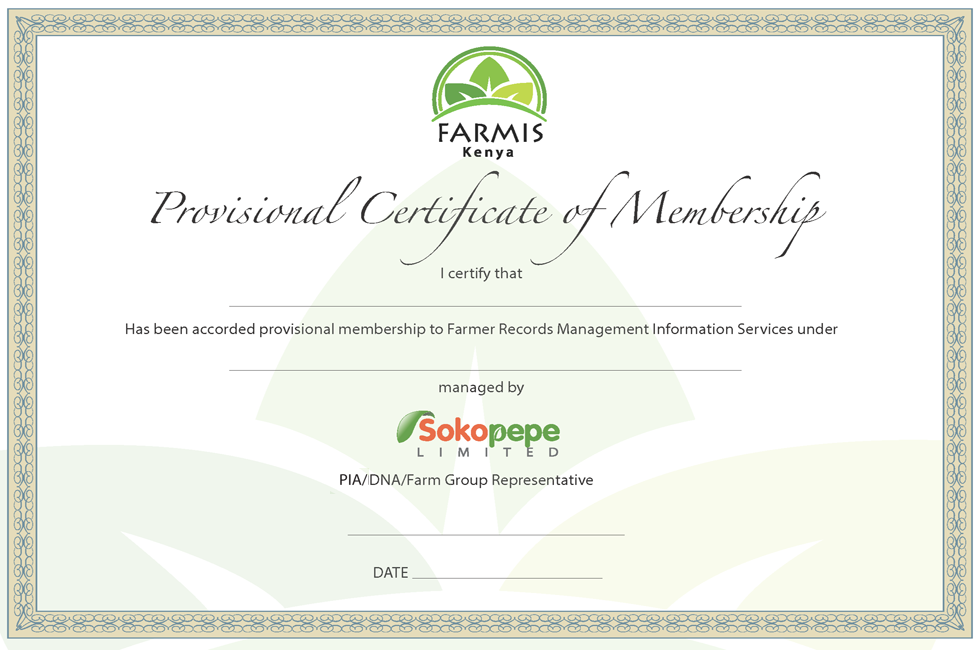 FARMIS
Kenya
Provisional Certificate of Membership
I certify that
Has been accorded provisional membership to Farmer Records Management Information Services under
managed by
Sokopepe
LIMITED
PIA/DNA/Farm Group Representative
DATE